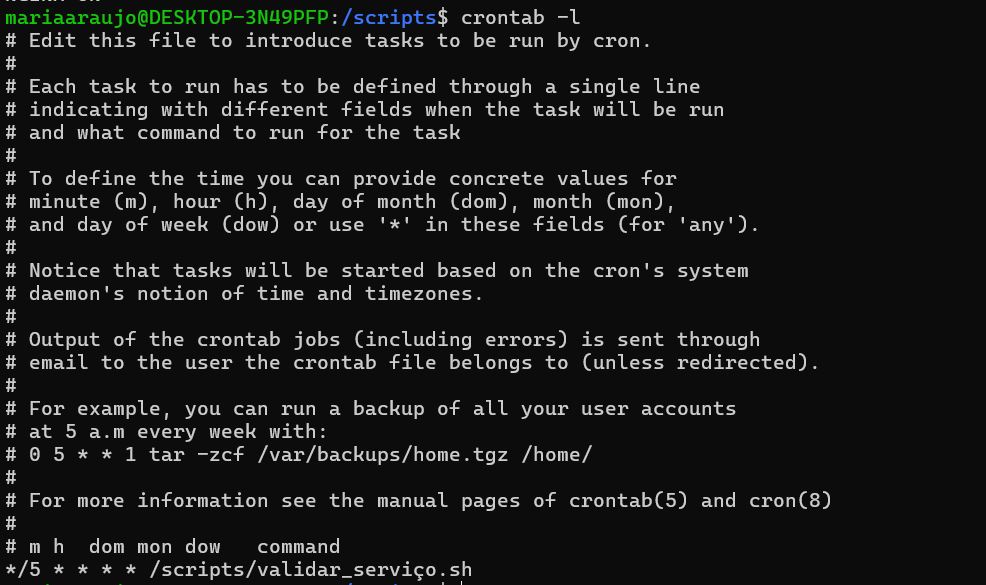 mariaaraujo@DESKTOP-3N49PFP:/scripts$ crontab -l
# Edit this file to introduce tasks to be run by cron.
#
# Each task to run has to be defined through a single line
# indicating with different fields when the task will be run
# and what command to run for the task
#
# To define the time you can provide concrete values for
# minute (m), hour (h), day of month (dom), month (mon),
# and day of week (dow) or use '*' in these fields (for 'any').
#
# Notice that tasks will be started based on the cron's system
# daemon's notion of time and timezones.
#
# Output of the crontab jobs (including errors) is sent through
# email to the user the crontab file belongs to (unless redirected).
#
# For example, you can run a backup of all your user accounts
# at 5 a.m every week with:
# 0 5 * * 1 tar -zcf /var/backups/home.tgz /home/
#
# For more information see the manual pages of crontab(5) and cron(8)
#
# m h  dom mon dow   command
*/5 * * * * /scripts/validar_serviço.sh